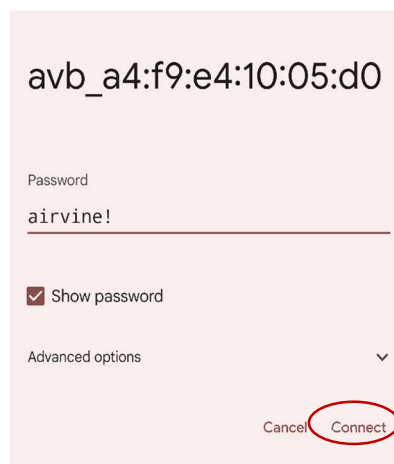 avb_a4:f9:e4:10:05:d0
Password
airvine!
Show password
Advanced options
Cancel Connect